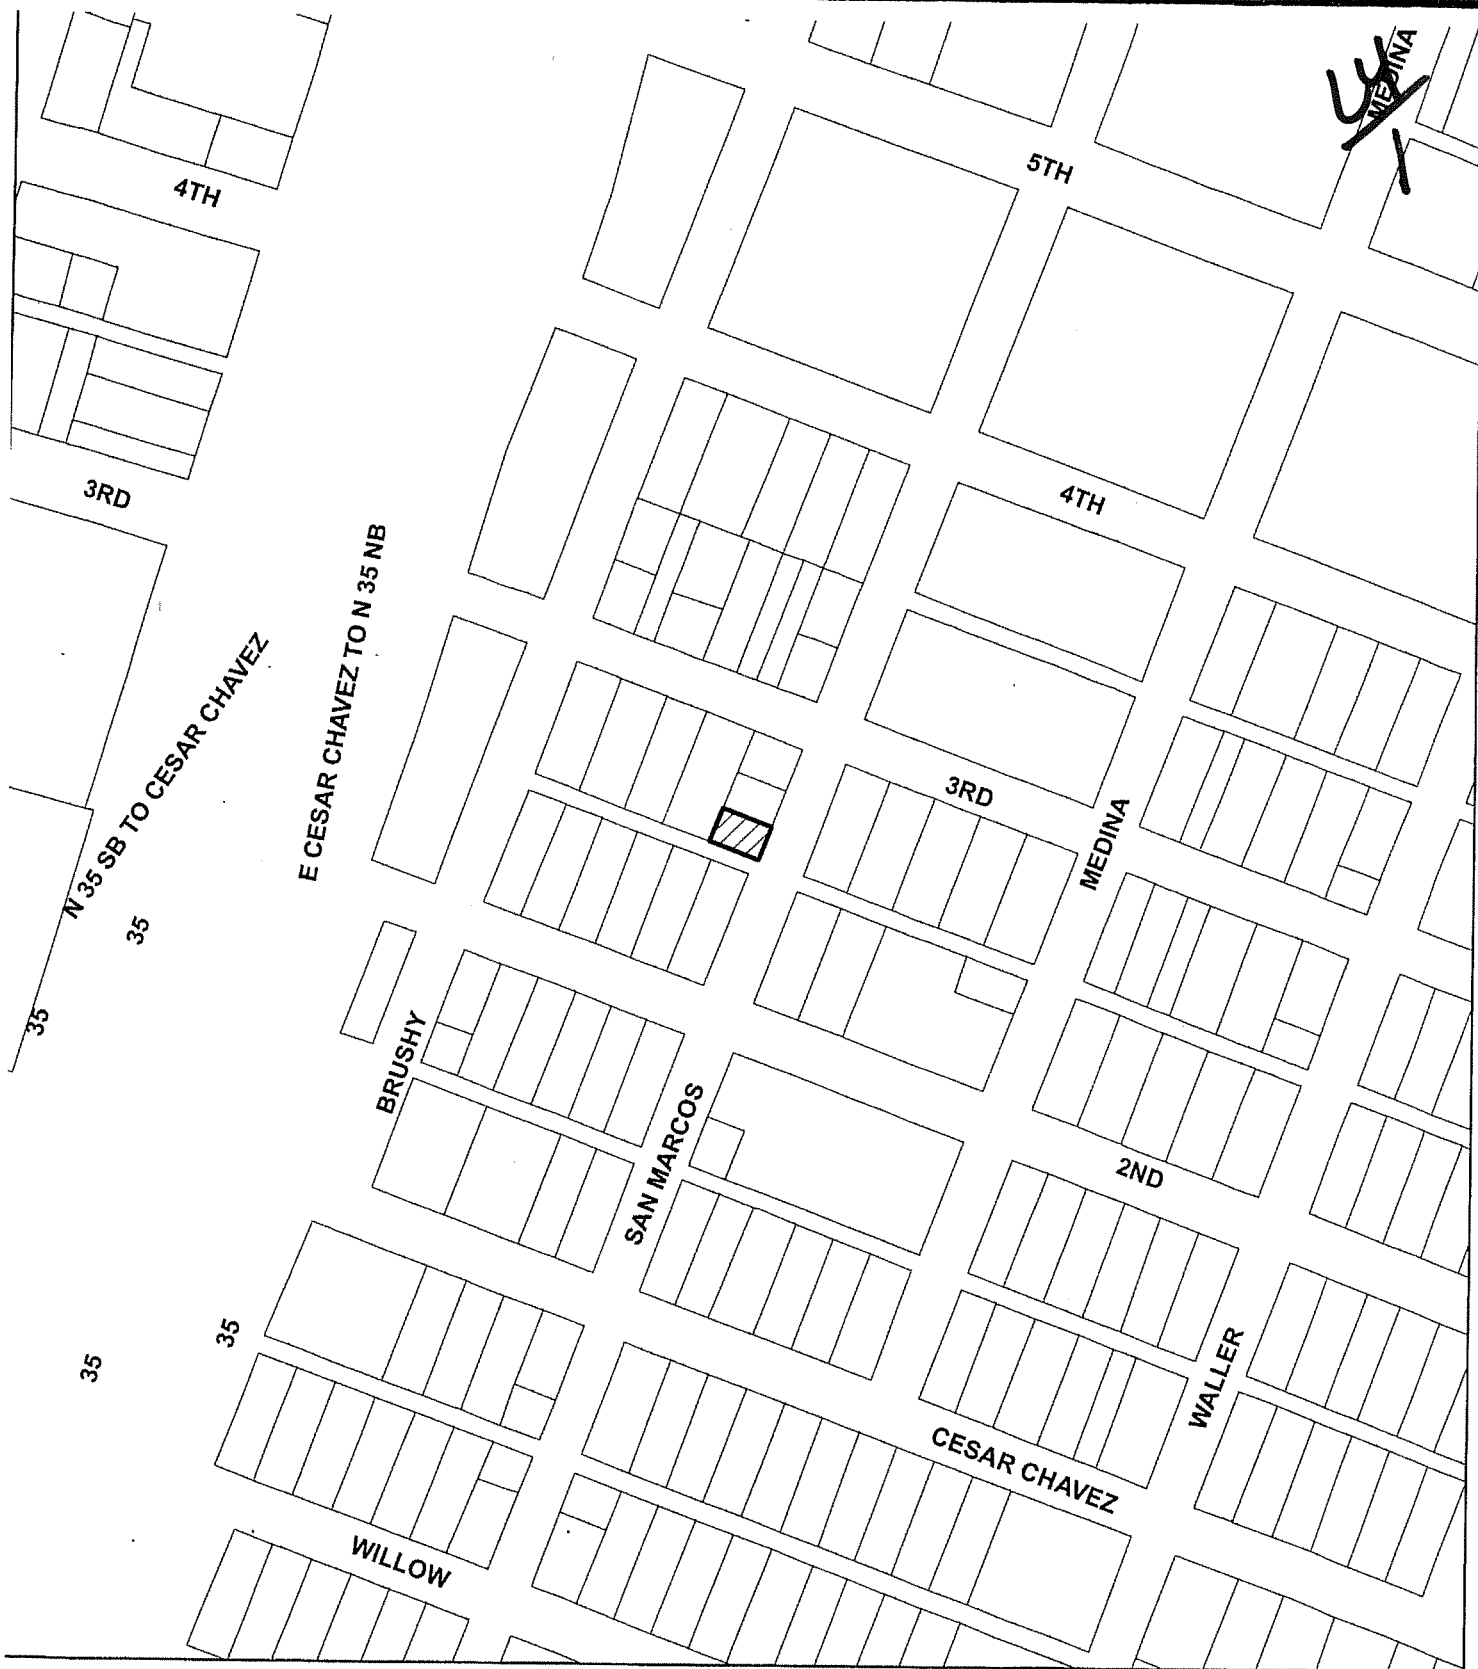 MEDINA
5TH
4TH
4TH
3RD
E CESAR CHAVEZ TO N 35 NB
N 35 SB TO CESAR CHAVEZ
3RD
MEDINA
35
35
BRUSHY
SAN MARCOS
2ND
35
35
WALLER
CESAR CHAVEZ
WILLOW